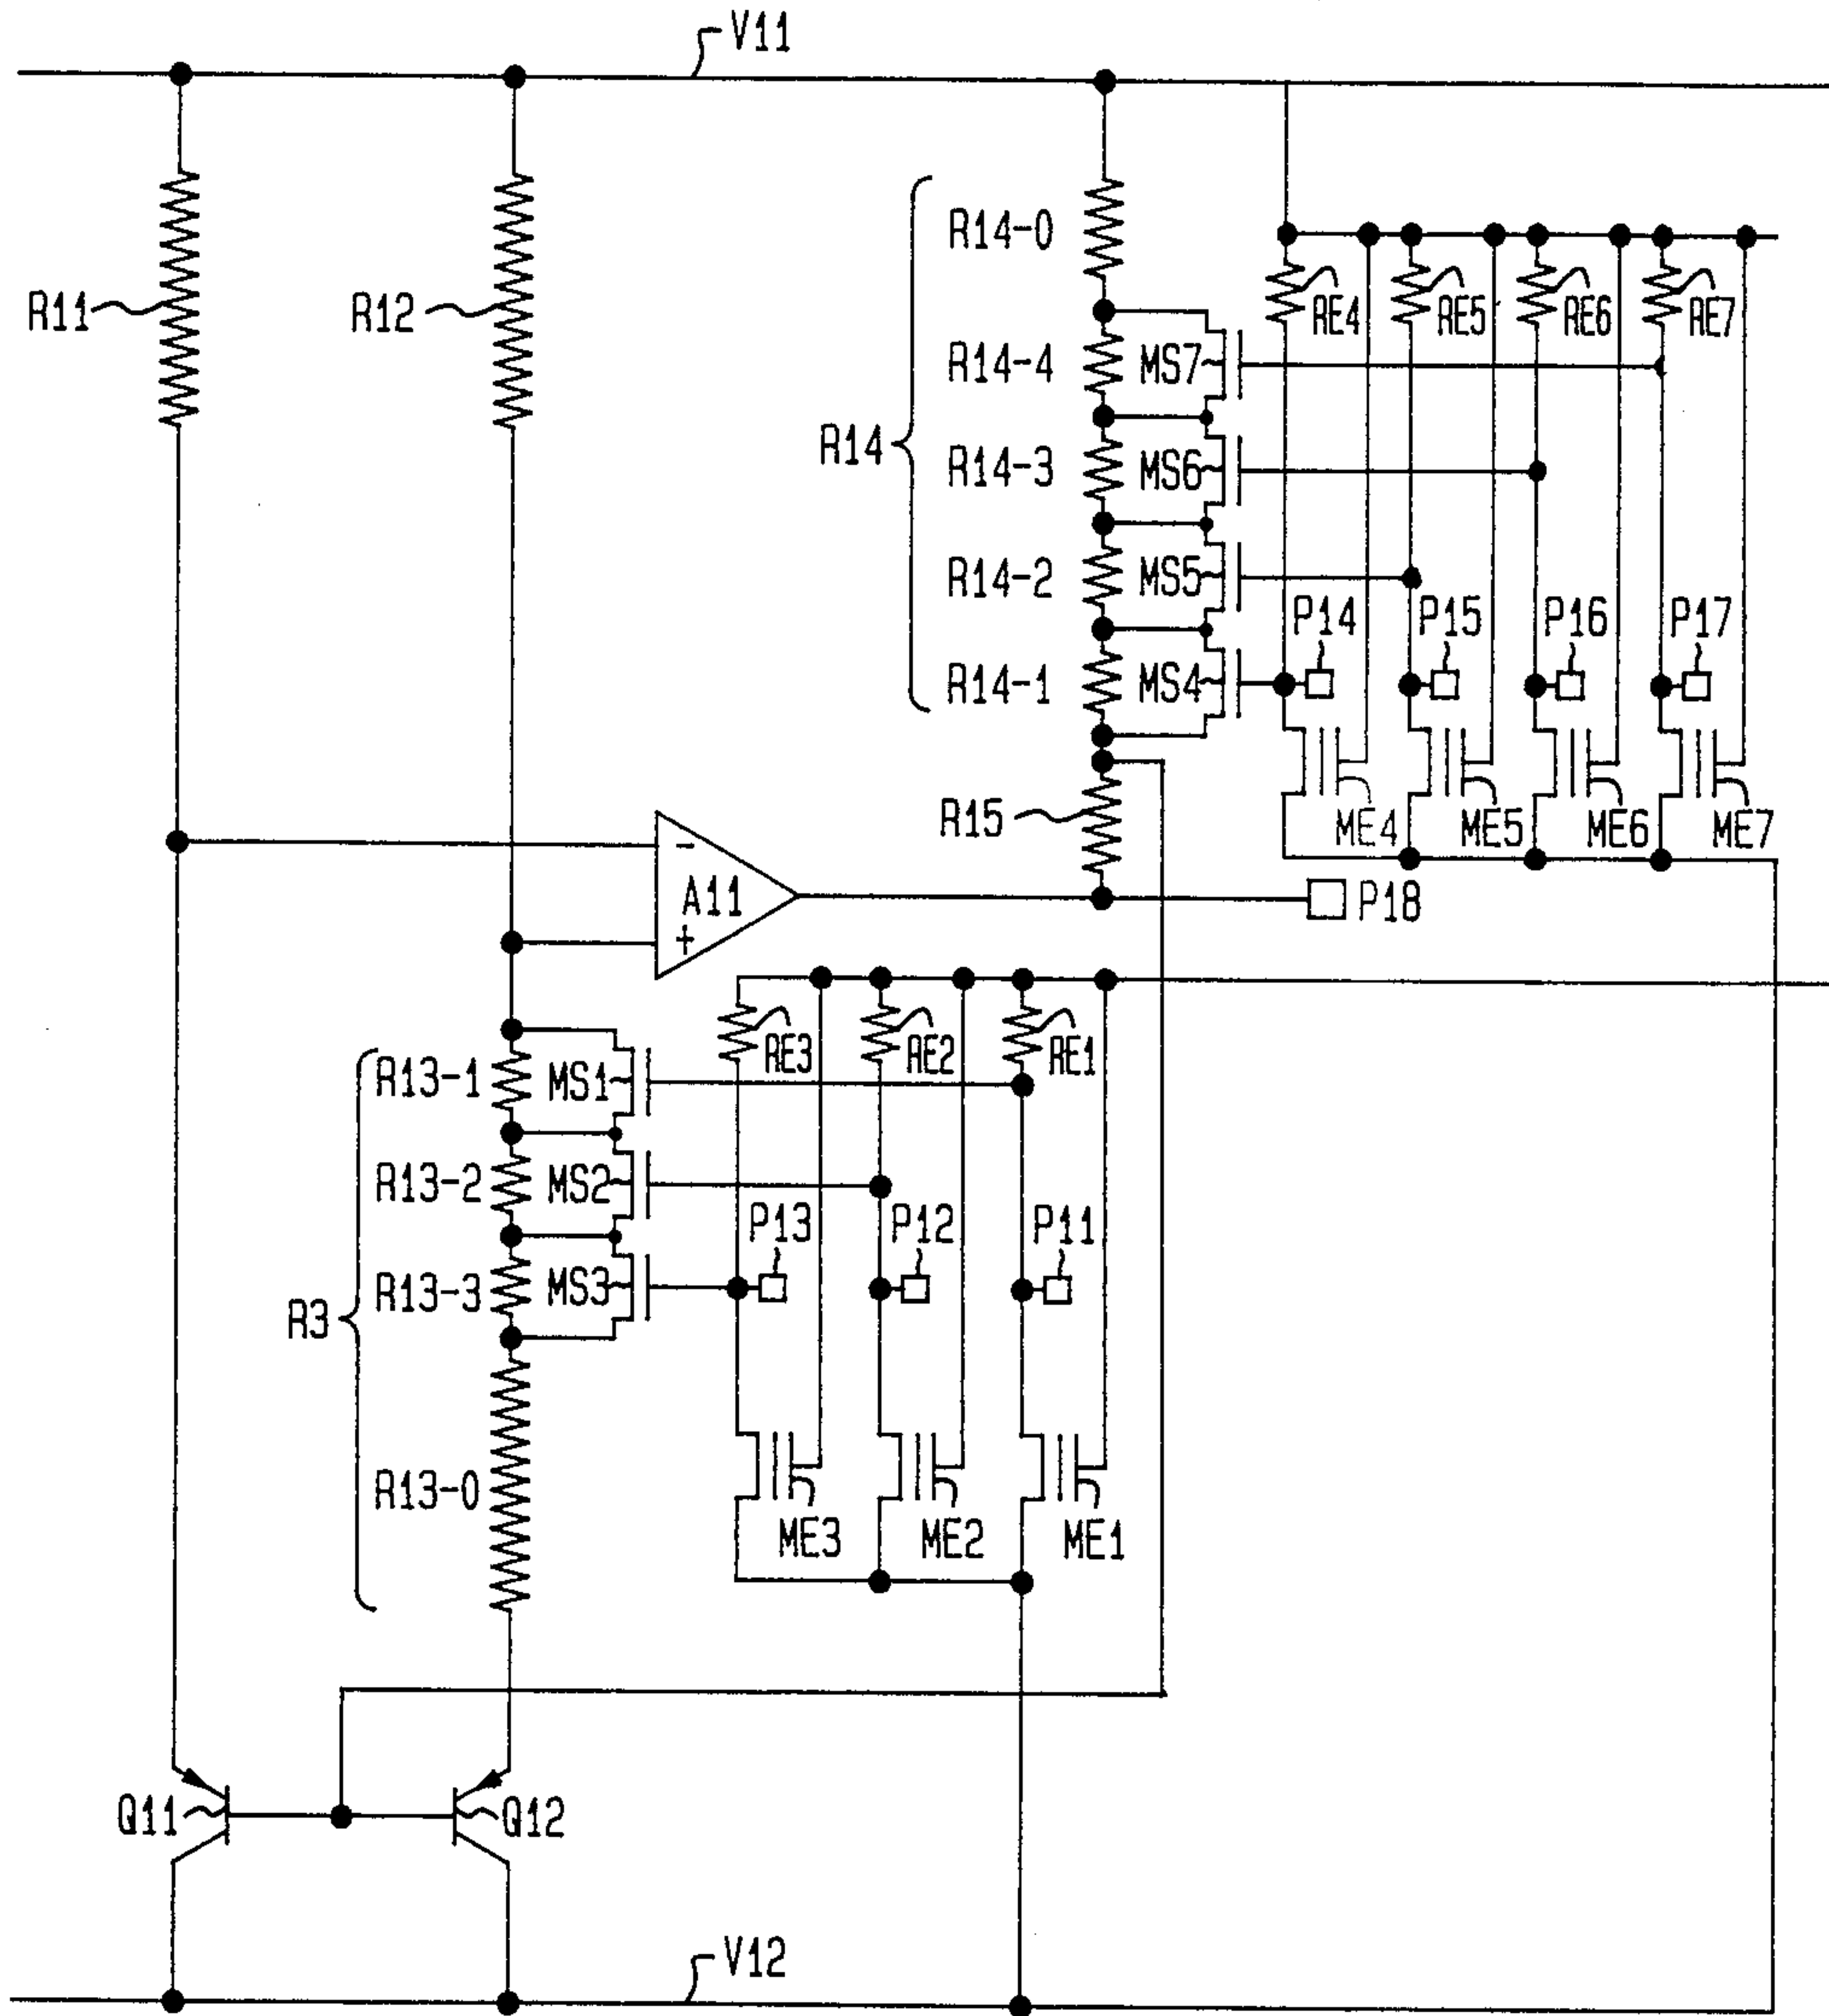 V11
R14-0
R11
R12
RE4
RE5
RE6
RE7
R14-4
MS7
R14
R14-3
MS6
R14-2
MS5
P14
P15
P16
P17
R14-1
MS4
R15
ME4
ME5
ME6
ME7
-
A11
P18
+
RE3
RE2
RE1
R13-1
MS1
R13-2
MS2
P13
P12
P11
R13-3
MS3
R3
R13-0
ME3
ME2
ME1
Q11
Q12
V12